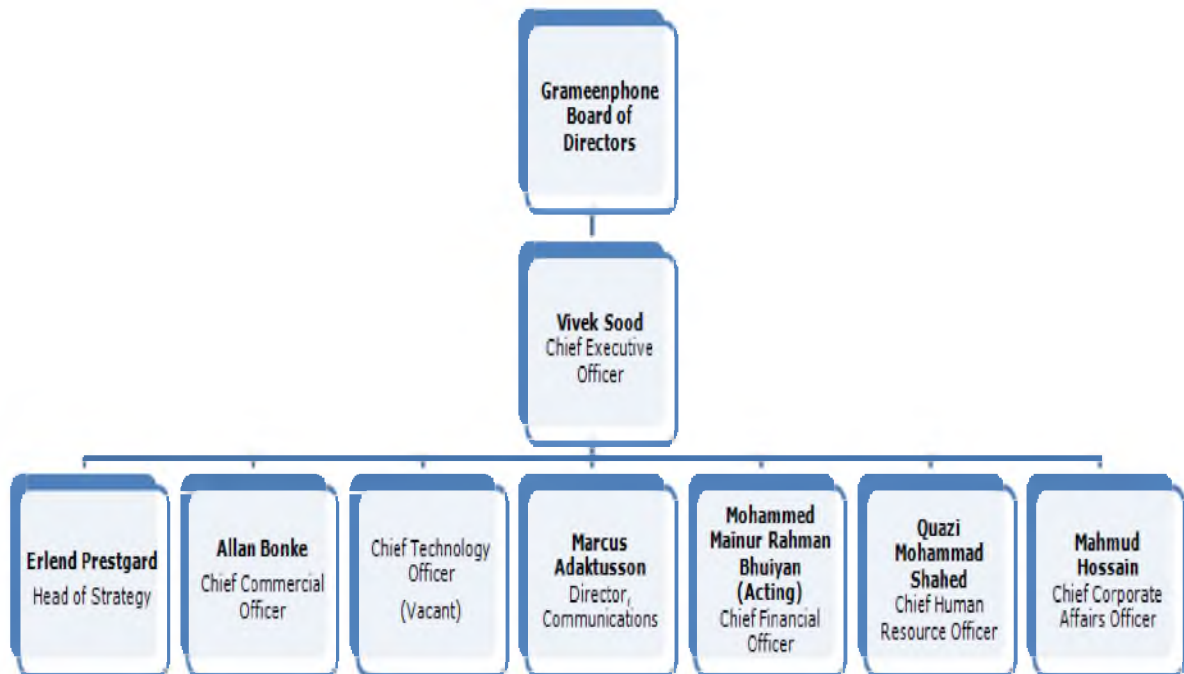 Grameenphone
Board of
Directors
Vivek Sood
Chief Executive
Officer
Erlend Prestgard
Head of Strategy
Allan Bonke
Chief Commercial
Officer
Chief Technology
Officer
(Vacant)
Marcus
Adaktusson
Director,
Communications
Mohammed
Mainur Rahman
Bhuiyan
(Acting)
Chief Financial
Officer
Quazi
Mohammad
Shahed
Chief Human
Resource Officer
Mahmud
Hossain
Chief Corporate
Affairs Officer